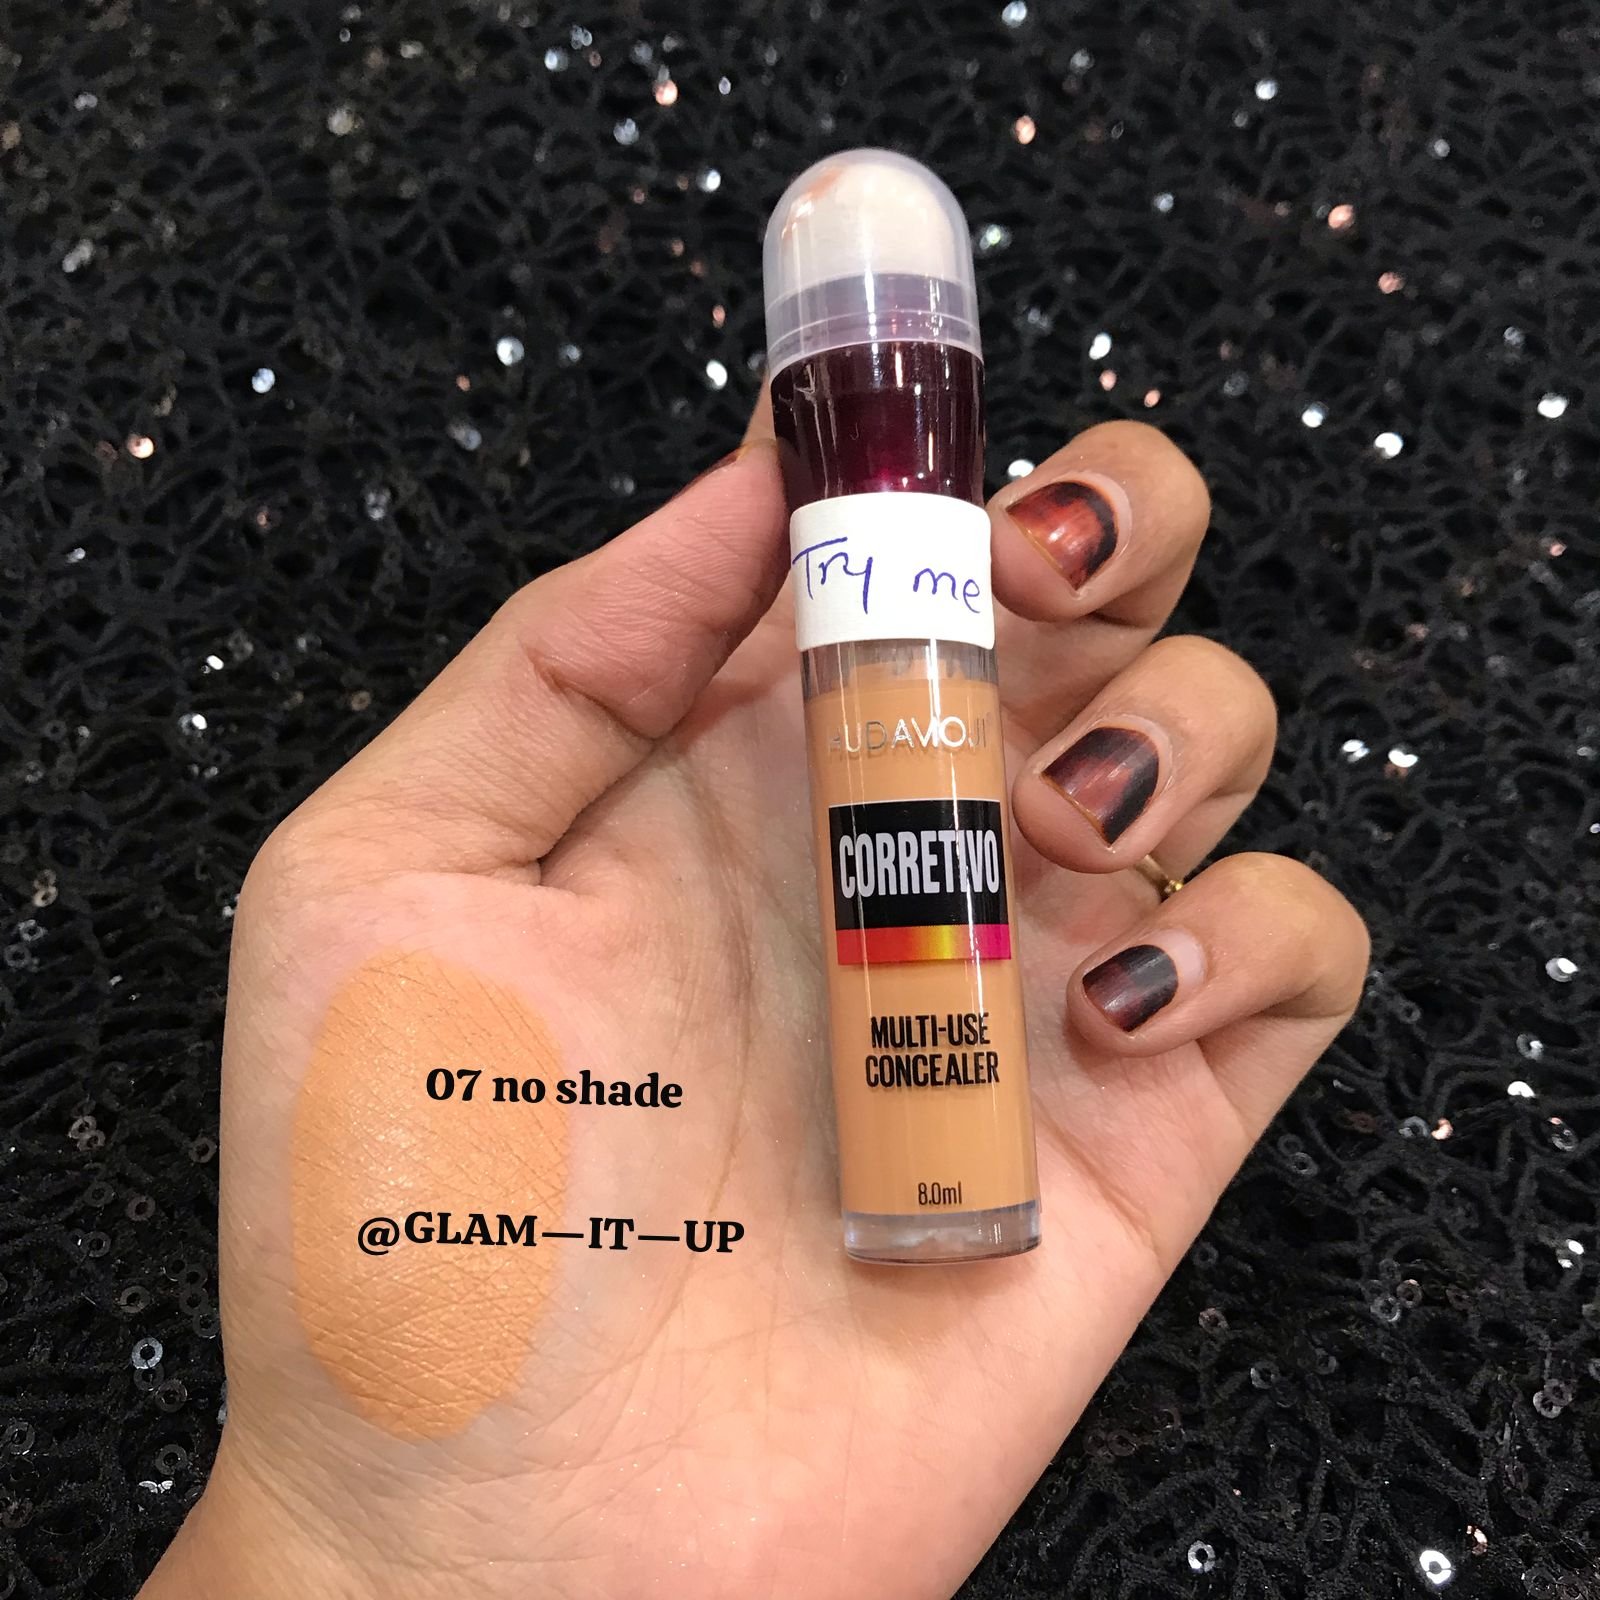 Try me
HUDAMOJI
CORRETIVO
MULTI-USE
CONCEALER
8.0ml
07 no shade
@GLAM—IT—UP